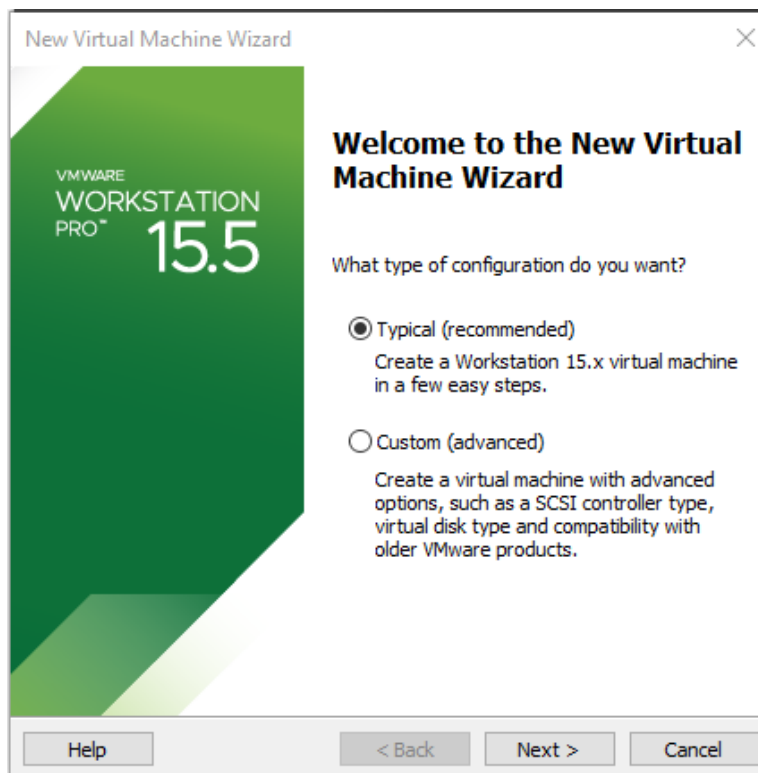 New Virtual Machine Wizard
VMWARE
WORKSTATION
PRO™ 15.5
Welcome to the New Virtual
Machine Wizard
What type of configuration do you want?
Typical (recommended)
Create a Workstation 15.x virtual machine
in a few easy steps.
Custom (advanced)
Create a virtual machine with advanced
options, such as a SCSI controller type,
virtual disk type and compatibility with
older VMware products.
Help
< Back
Next >
Cancel